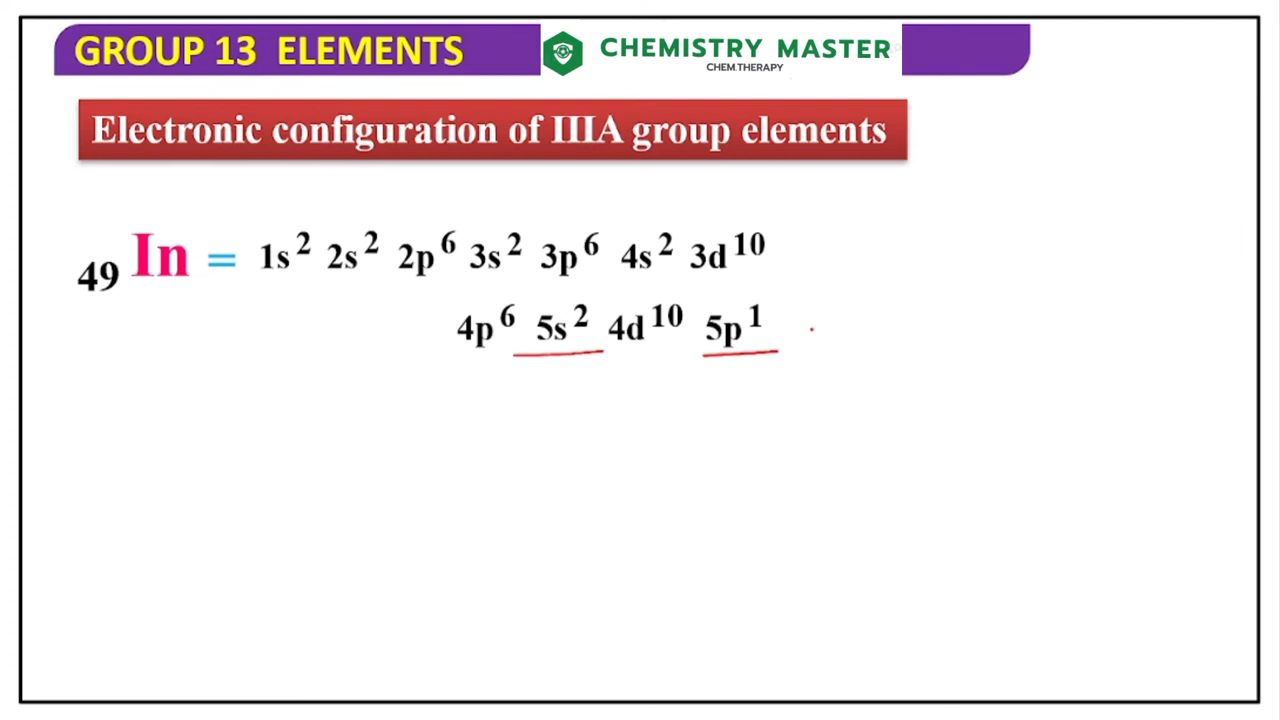 GROUP 13 ELEMENTS
CHEMISTRY MASTER
CHEM.THERAPY
Electronic configuration of IIIA group elements
49 In = 1s² 2s² 2p⁶ 3s² 3p⁶ 4s² 3d¹⁰
4p⁶ 5s² 4d¹⁰ 5p¹